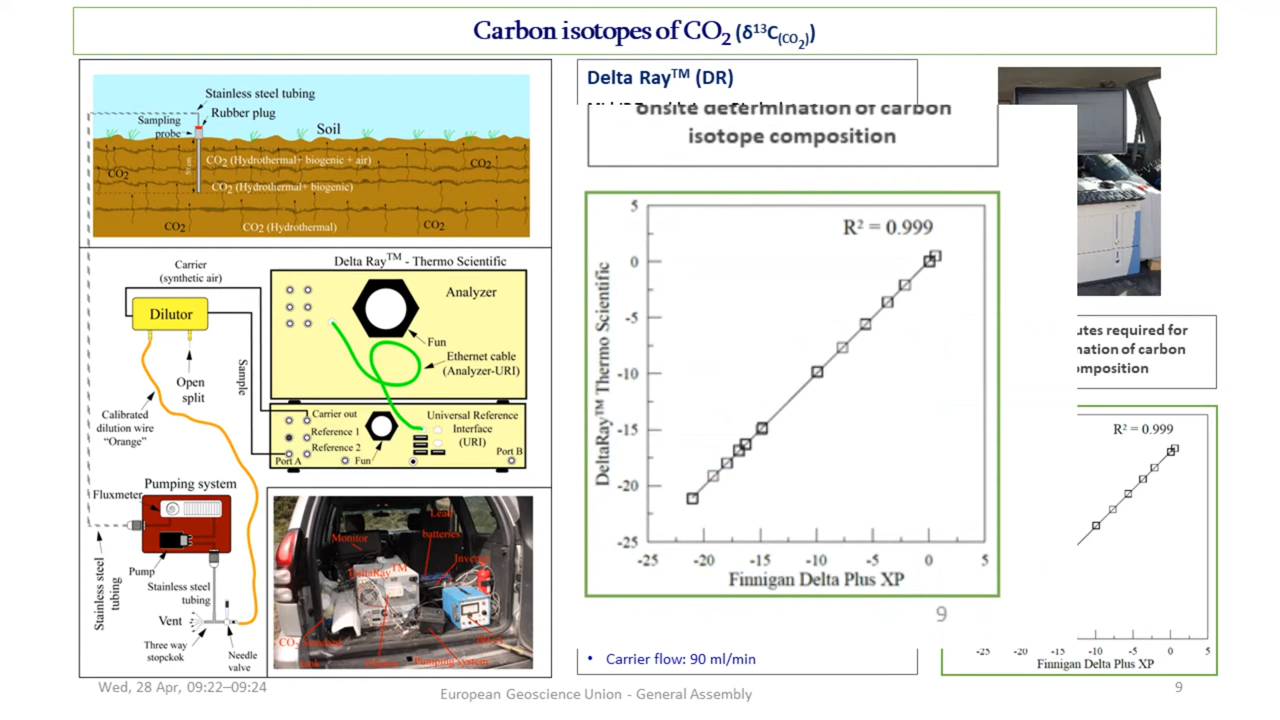 Carbon isotopes of CO2 (δ13C(CO2))
Stainless steel tubing
Rubber plug
Sampling
probe
Soil
50 cm
CO2 (Hydrothermal+ biogenic + air)
CO2
CO2
CO2 (Hydrothermal+ biogenic)
CO2
CO2 (Hydrothermal)
CO2
Carrier
(synthetic air)
Delta RayTM - Thermo Scientific
Analyzer
Dilutor
Fun
Ethernet cable
(Analyzer-URI)
Open
split
Sample
Calibrated
dilution wire
“Orange”
Carrier out
Reference 1
Reference 2
Port A
Fun
Universal Reference
Interface
(URI)
Port B
Pumping system
Fluxmeter
Pump
Stainless steel
tubing
Stainless steel
tubing
Vent
Three way
stopckok
Needle
valve
Monitor
Lead
batteries
DeltaRayTM
Pumping system
Delta RayTM (DR)
onsite determination of carbon
isotope composition
R2 = 0.999
DeltaRay™ Thermo Scientific
5
0
-5
-10
-15
-20
-25
-25 -20 -15 -10 -5 0 5
Finnigan Delta Plus XP
9
• Carrier flow: 90 ml/min
utes required for
nation of carbon
omposition
R2 = 0.999
-25 -20 -15 -10 -5 0 5
Finnigan Delta Plus XP
Wed, 28 Apr, 09:22–09:24
European Geoscience Union - General Assembly
9